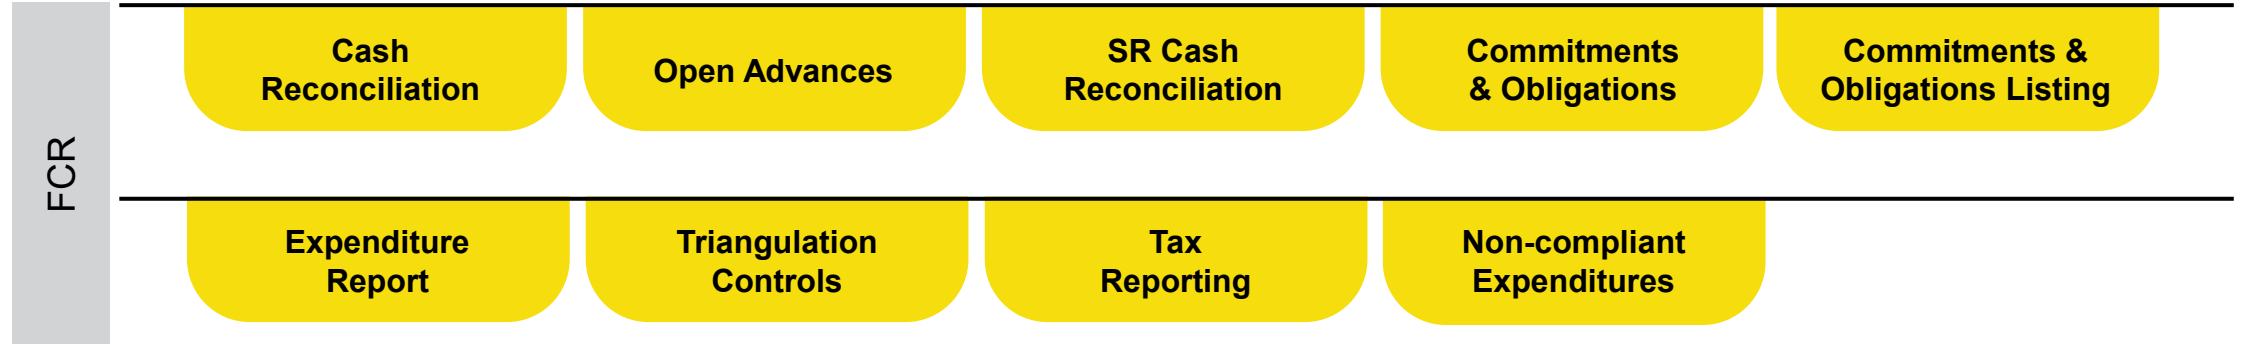 FCR
Cash
Reconciliation
Open Advances
SR Cash
Reconciliation
Commitments
& Obligations
Commitments &
Obligations Listing
Expenditure
Report
Triangulation
Controls
Tax
Reporting
Non-compliant
Expenditures